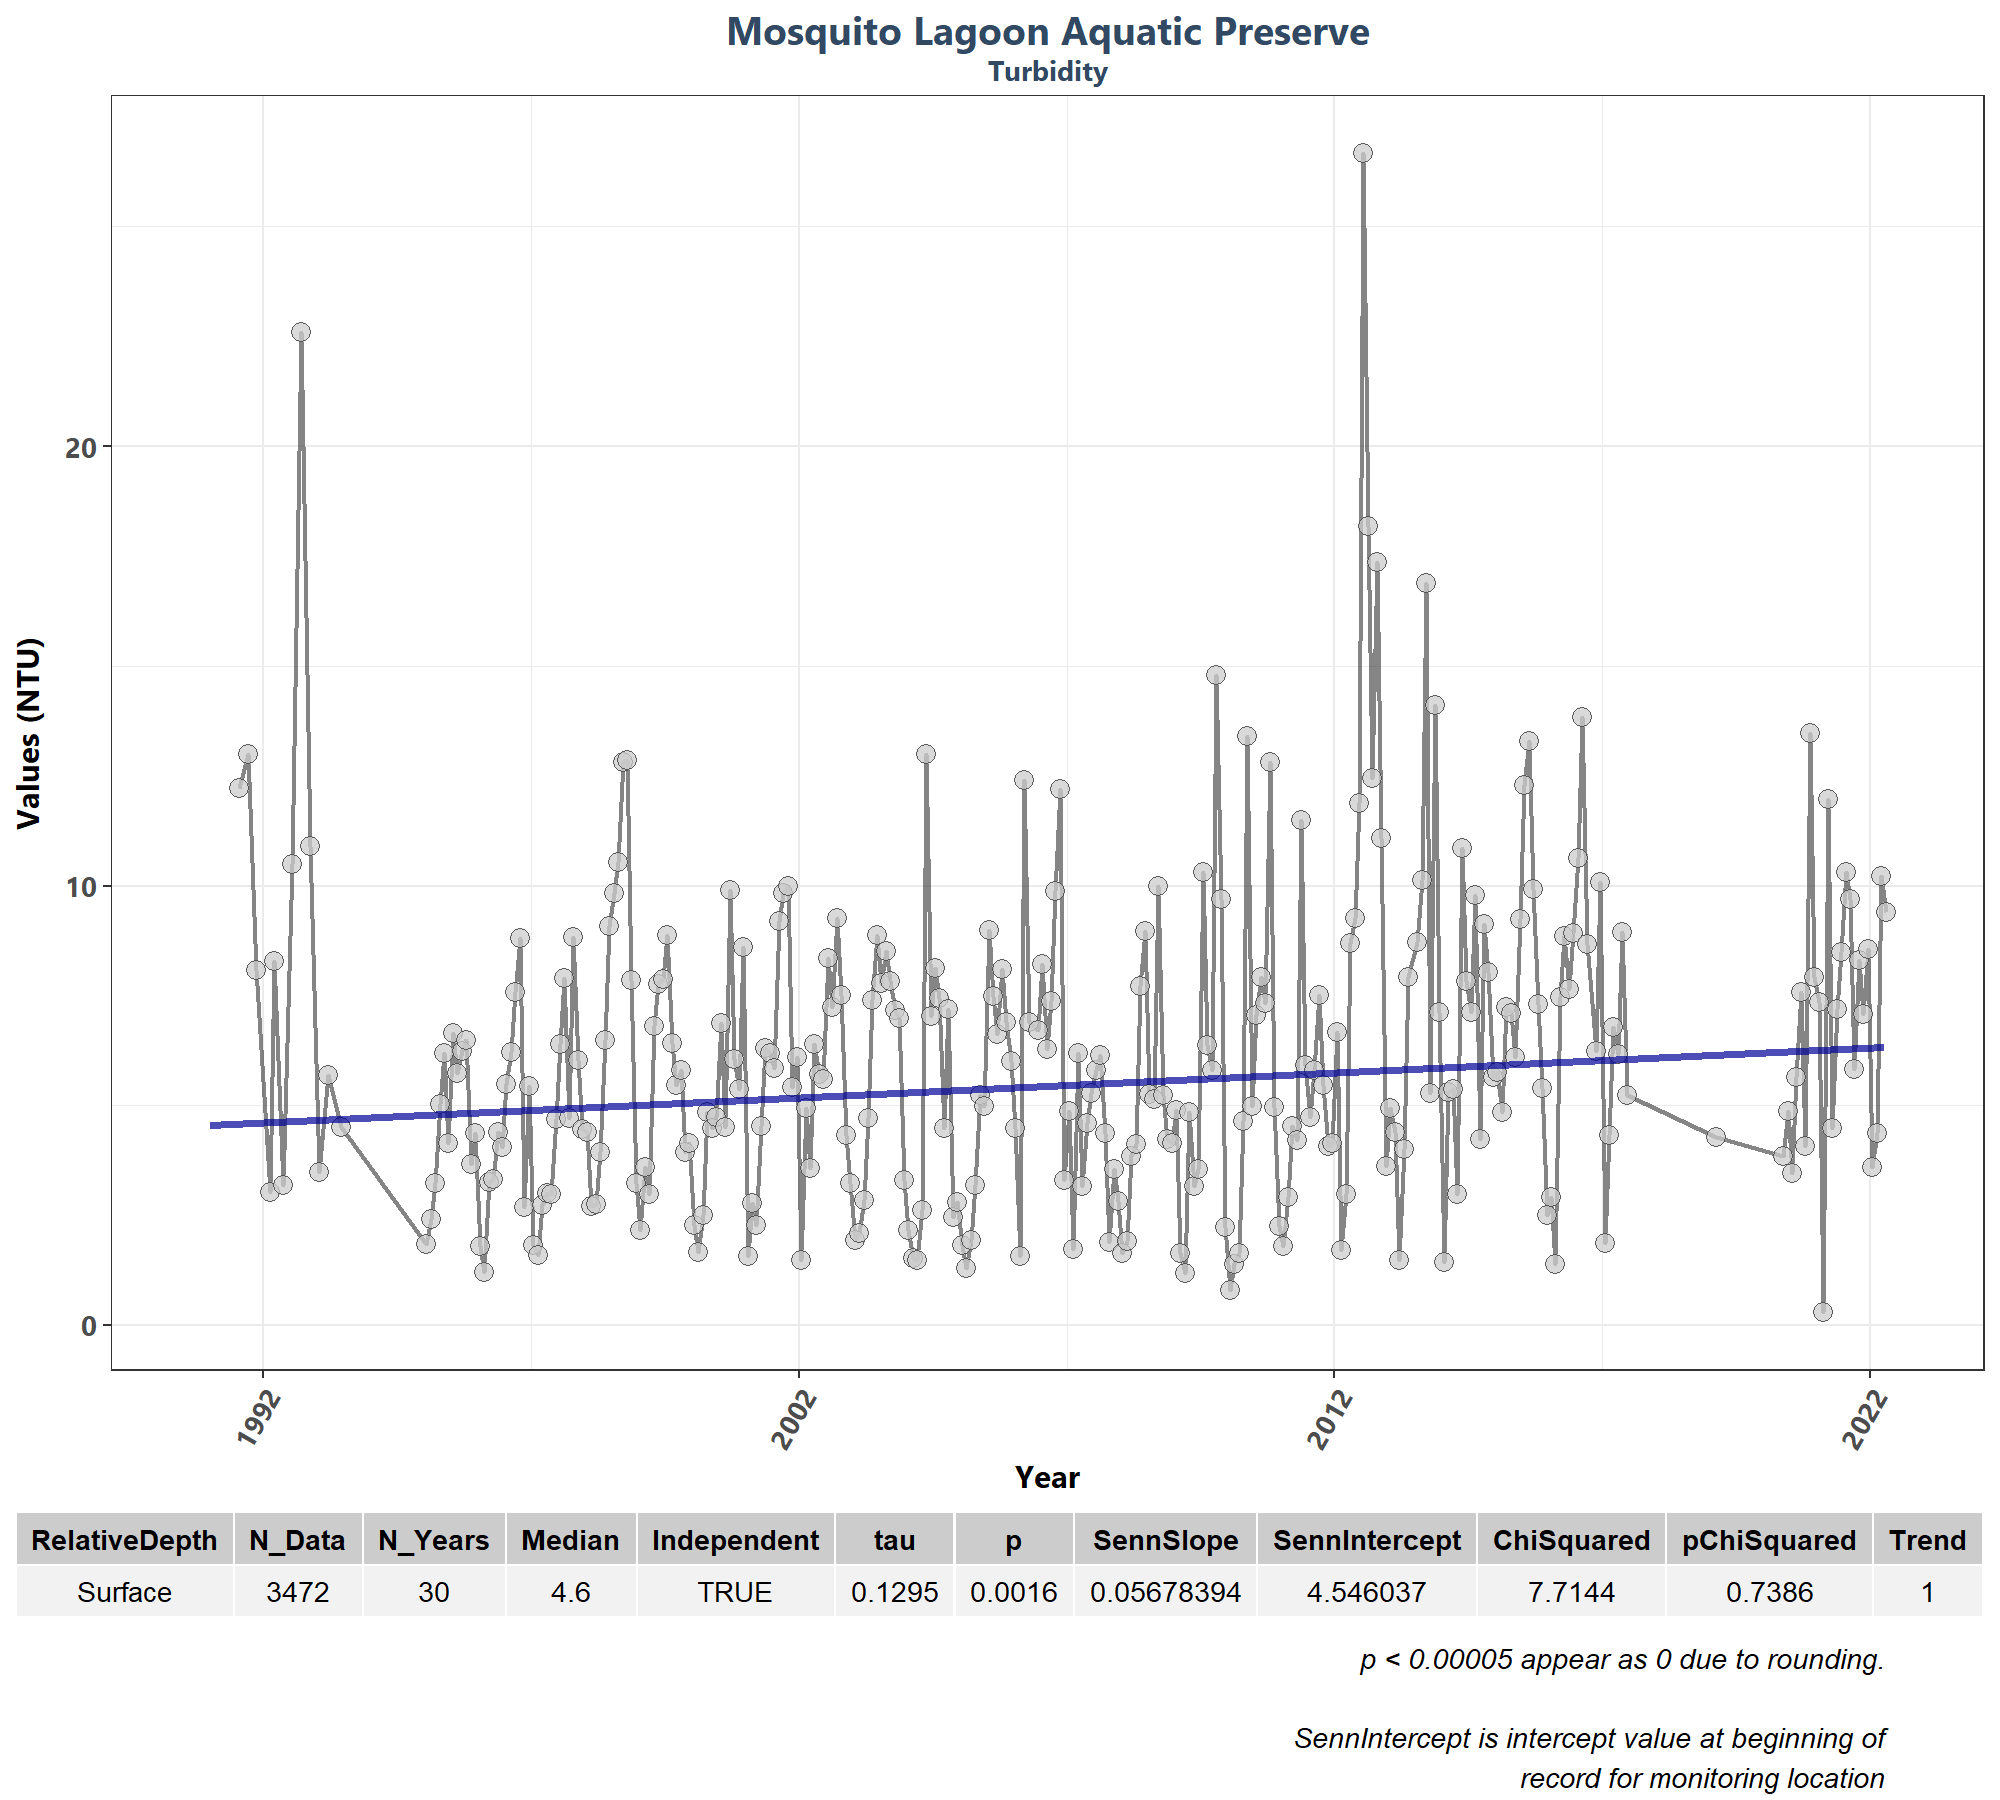 Mosquito Lagoon Aquatic Preserve
Turbidity
Values (NTU)
20
10
0
1992
2002
2012
2022
Year
RelativeDepth N_Data N_Years Median Independent tau p SennSlope SennIntercept ChiSquared pChiSquared Trend
Surface 3472 30 4.6 TRUE 0.1295 0.0016 0.05678394 4.546037 7.7144 0.7386 1
p < 0.00005 appear as 0 due to rounding.
SennIntercept is intercept value at beginning of
record for monitoring location